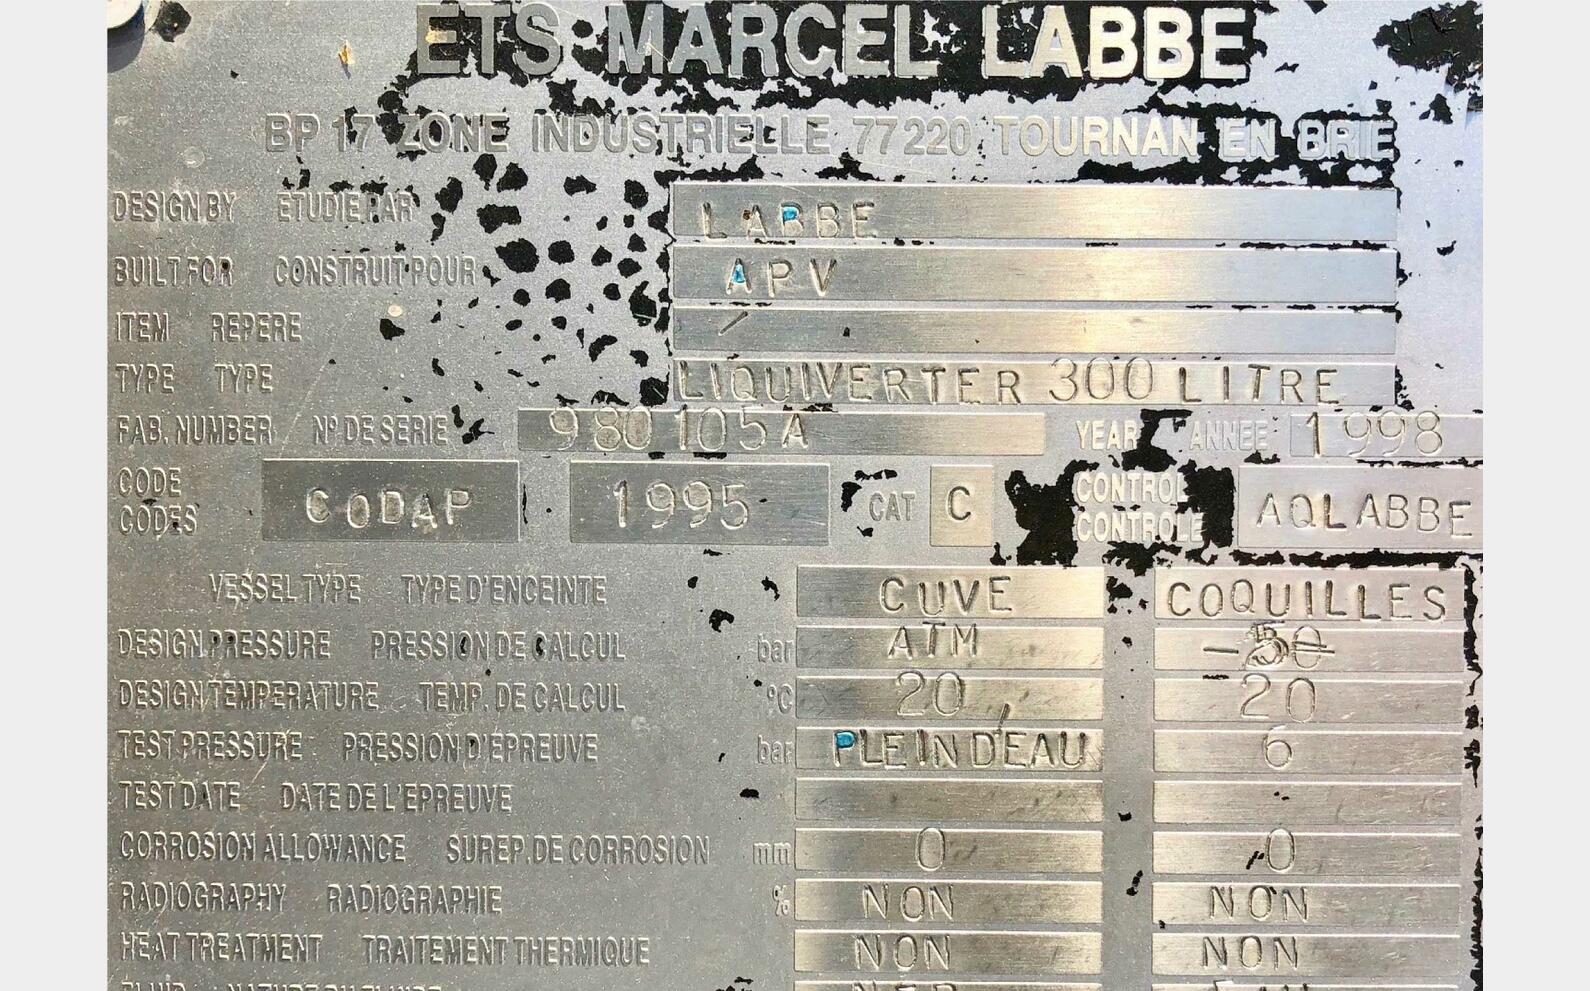 ETS MARCEL LABBE
BP 17 ZONE INDUSTRIELLE 77220 TOURNAN EN BRIE
DESIGN BY ETUDIE PAR LABBE
BUILT FOR CONSTRUIT POUR APV
ITEM REPERE /
TYPE TYPE LIQUIVERTER 300 LITRE
FAB. NUMBER N° DE SERIE 980105A YEAR ANNEE 1998
CODE CODES CODAP 1995 CAT C CONTROL CONTROLE AQLABBE
VESSEL TYPE TYPE D'ENCEINTE CUVE COQUILLES
DESIGN PRESSURE PRESSION DE CALCUL bar ATM
DESIGN TEMPERATURE TEMP. DE CALCUL °C 20 20
TEST PRESSURE PRESSION D'EPREUVE bar PLEIN D'EAU 6
TEST DATE DATE DE L'EPREUVE
CORROSION ALLOWANCE SUREP. DE CORROSION mm 0 0
RADIOGRAPHY RADIOGRAPHIE % NON NON
HEAT TREATMENT TRAITEMENT THERMIQUE NON NON